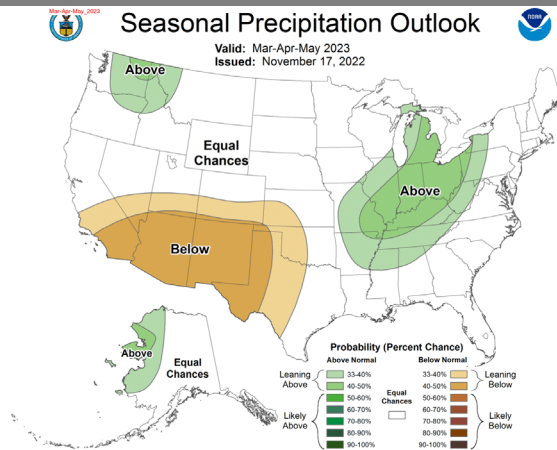 Mar-Apr-May_2023
Seasonal Precipitation Outlook
NOAA
Valid: Mar-Apr-May 2023
Issued: November 17, 2022
Above
Equal
Chances
Above
Below
Above
Equal
Chances
Probability (Percent Chance)
Above Normal
Below Normal
Leaning
Above
33-40%
40-50%
Likely
Above
50-60%
60-70%
70-80%
80-90%
90-100%
Equal
Chances
33-40%
40-50%
Leaning
Below
50-60%
60-70%
70-80%
80-90%
90-100%
Likely
Below